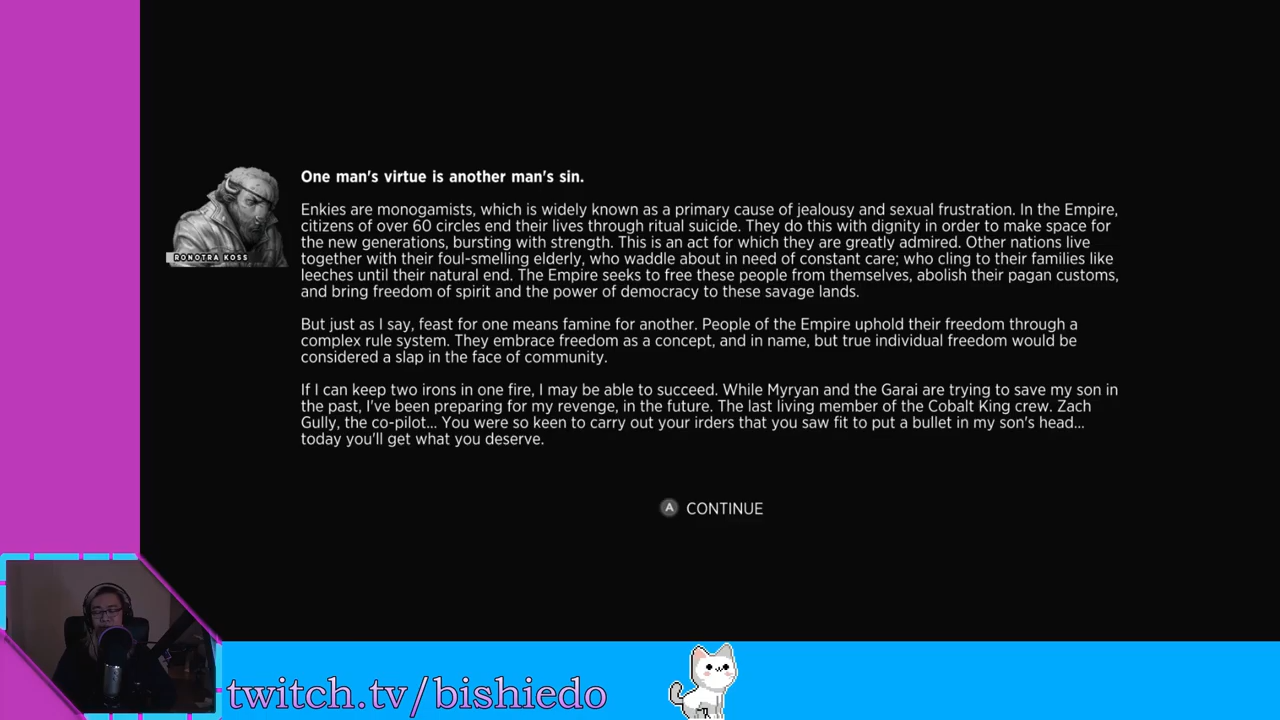 One man's virtue is another man's sin.
Enkies are monogamists, which is widely known as a primary cause of jealousy and sexual frustration. In the Empire,
citizens of over 60 circles end their lives through ritual suicide. They do this with dignity in order to make space for
the new generations, bursting with strength. This is an act for which they are greatly admired. Other nations live
together with their foul-smelling elderly, who waddle about in need of constant care; who cling to their families like
leeches until their natural end. The Empire seeks to free these people from themselves, abolish their pagan customs,
and bring freedom of spirit and the power of democracy to these savage lands.
RONOTRA KOSS
But just as I say, feast for one means famine for another. People of the Empire uphold their freedom through a
complex rule system. They embrace freedom as a concept, and in name, but true individual freedom would be
considered a slap in the face of community.
If I can keep two irons in one fire, I may be able to succeed. While Myryan and the Garai are trying to save my son in
the past, I've been preparing for my revenge, in the future. The last living member of the Cobalt King crew. Zach
Gully, the co-pilot... You were so keen to carry out your irders that you saw fit to put a bullet in my son's head...
today you'll get what you deserve.
A CONTINUE
twitch.tv/bishiedo